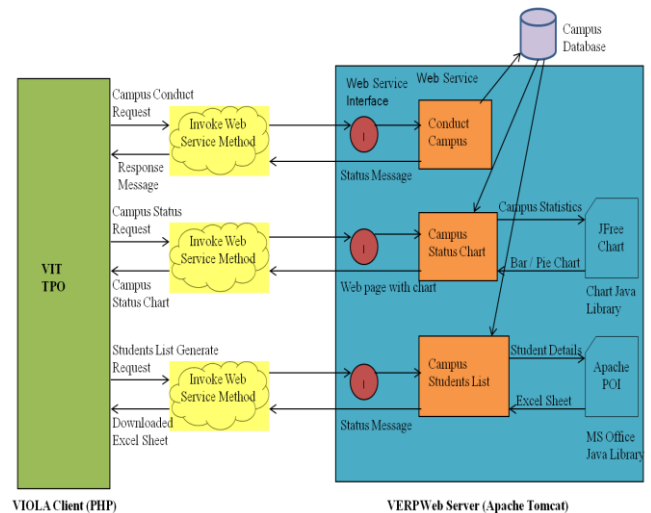 Campus
Database
Campus Conduct
Request
Invoke Web
Service Method
Response
Message
Web Service
Interface
Web Service
I
Conduct
Campus
Status Message
Campus Status
Request
Invoke Web
Service Method
Campus
Status Chart
I
Campus
Status Chart
Web page with chart
Campus Statistics
Bar / Pie Chart
JFree
Chart
Chart Java
Library
VIT
TPO
Students List Generate
Request
Invoke Web
Service Method
Downloaded
Excel Sheet
I
Campus
Students List
Status Message
Student Details
Excel Sheet
Apache
POI
MS Office
Java Library
VIOLA Client (PHP)
VERPWeb Server (Apache Tomcat)